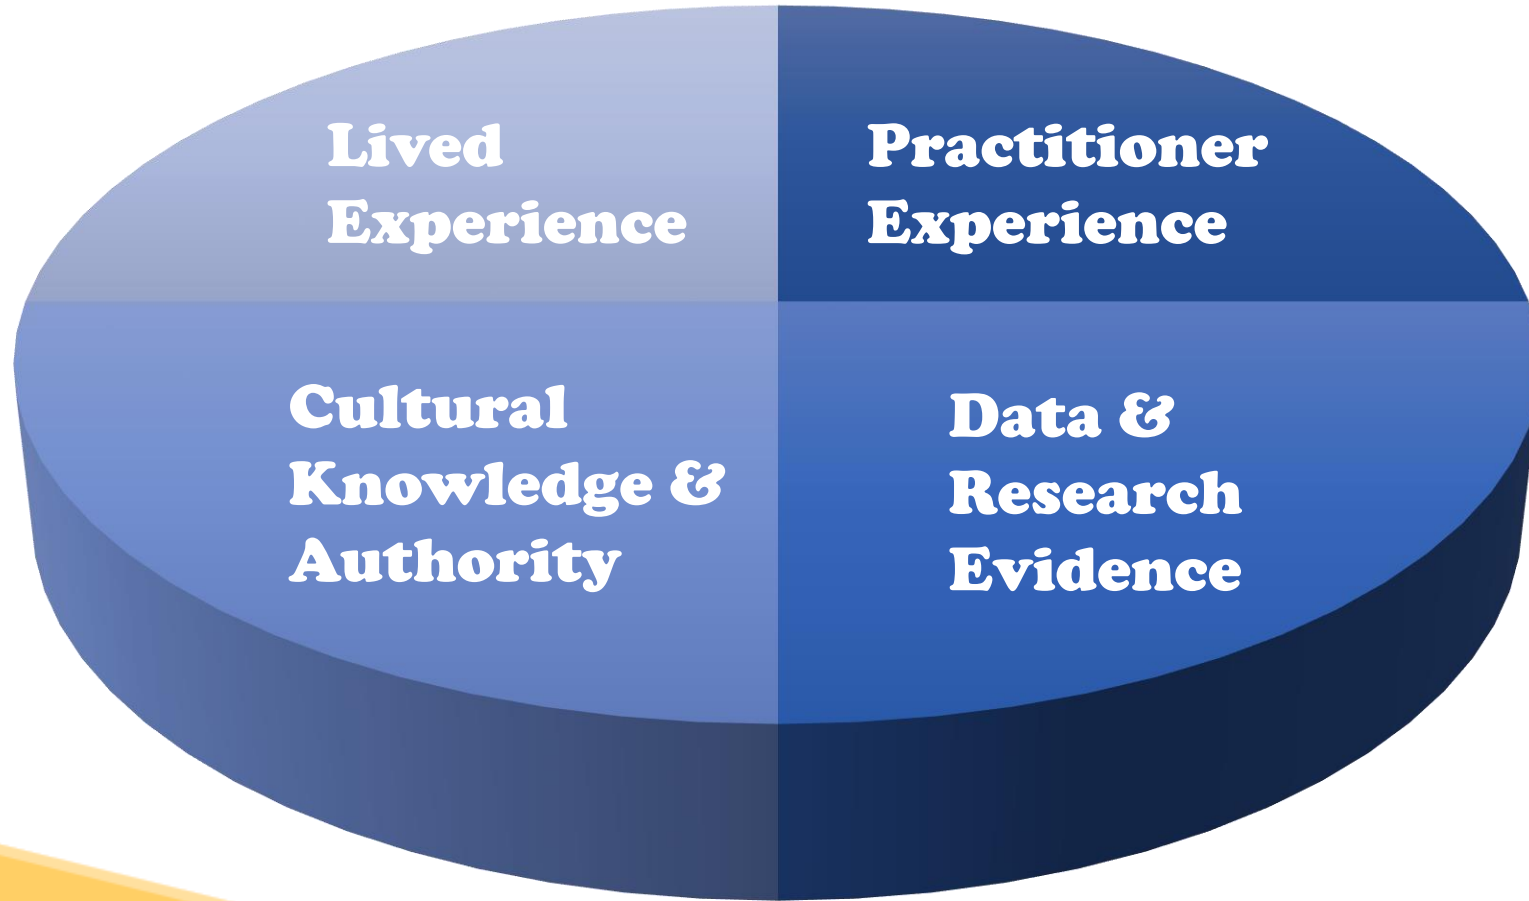 Lived
Experience
Practitioner
Experience
Cultural
Knowledge &
Authority
Data &
Research
Evidence